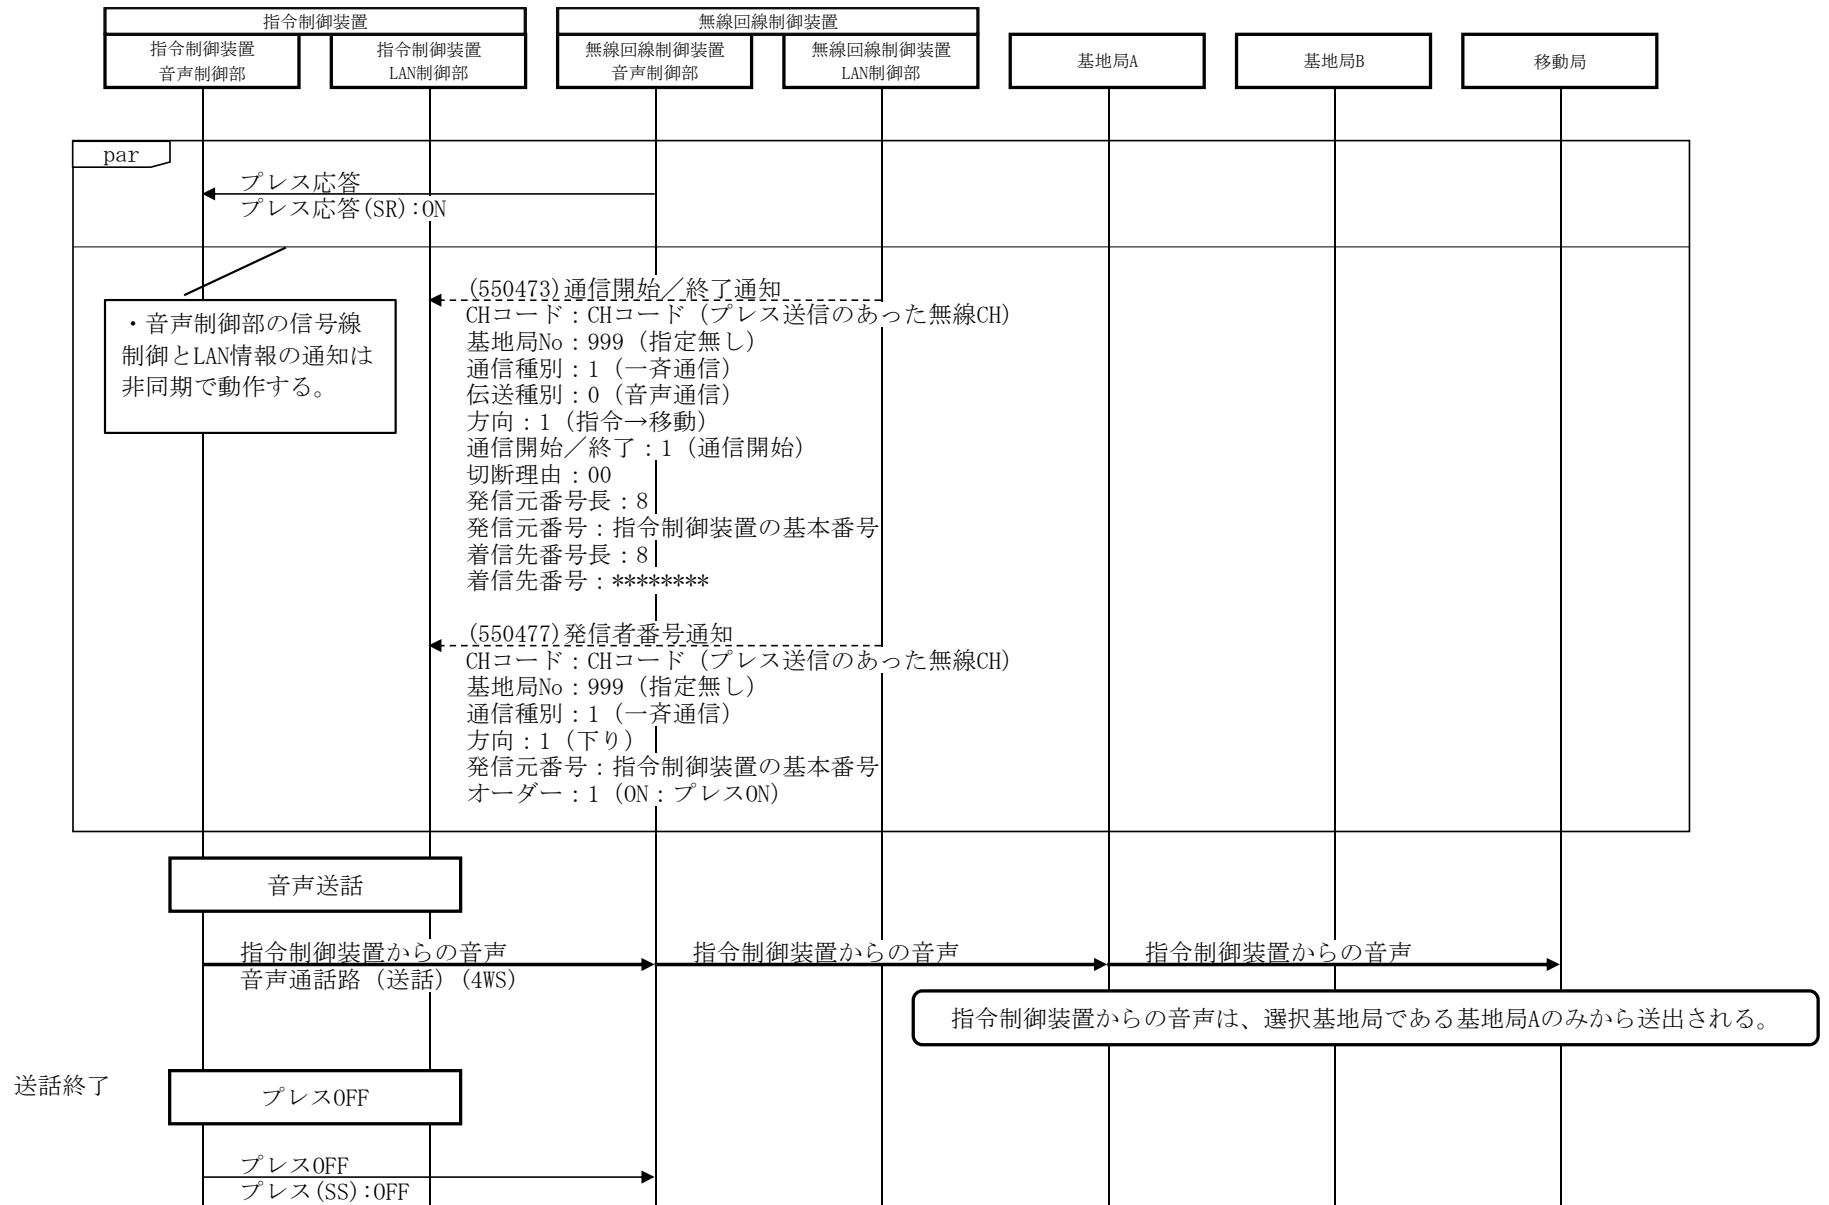 指令制御装置
無線回線制御装置
指令制御装置
音声制御部
指令制御装置
LAN制御部
無線回線制御装置
音声制御部
無線回線制御装置
LAN制御部
基地局A
基地局B
移動局
par
プレス応答
プレス応答(SR):ON
・音声制御部の信号線
制御とLAN情報の通知は
非同期で動作する。
(550473)通信開始／終了通知
CHコード：CHコード（プレス送信のあった無線CH）
基地局No：999（指定無し）
通信種別：1（一斉通信）
伝送種別：0（音声通信）
方向：1（指令→移動）
通信開始／終了：1（通信開始）
切断理由：00
発信元番号長：8
発信元番号：指令制御装置の基本番号
着信先番号長：8
着信先番号：********
(550477)発信者番号通知
CHコード：CHコード（プレス送信のあった無線CH）
基地局No：999（指定無し）
通信種別：1（一斉通信）
方向：1（下り）
発信元番号：指令制御装置の基本番号
オーダー：1（ON：プレスON）
音声送話
指令制御装置からの音声
音声通話路（送話）(4WS)
指令制御装置からの音声
指令制御装置からの音声
指令制御装置からの音声は、選択基地局である基地局Aのみから送出される。
送話終了
プレスOFF
プレスOFF
プレス(SS):OFF